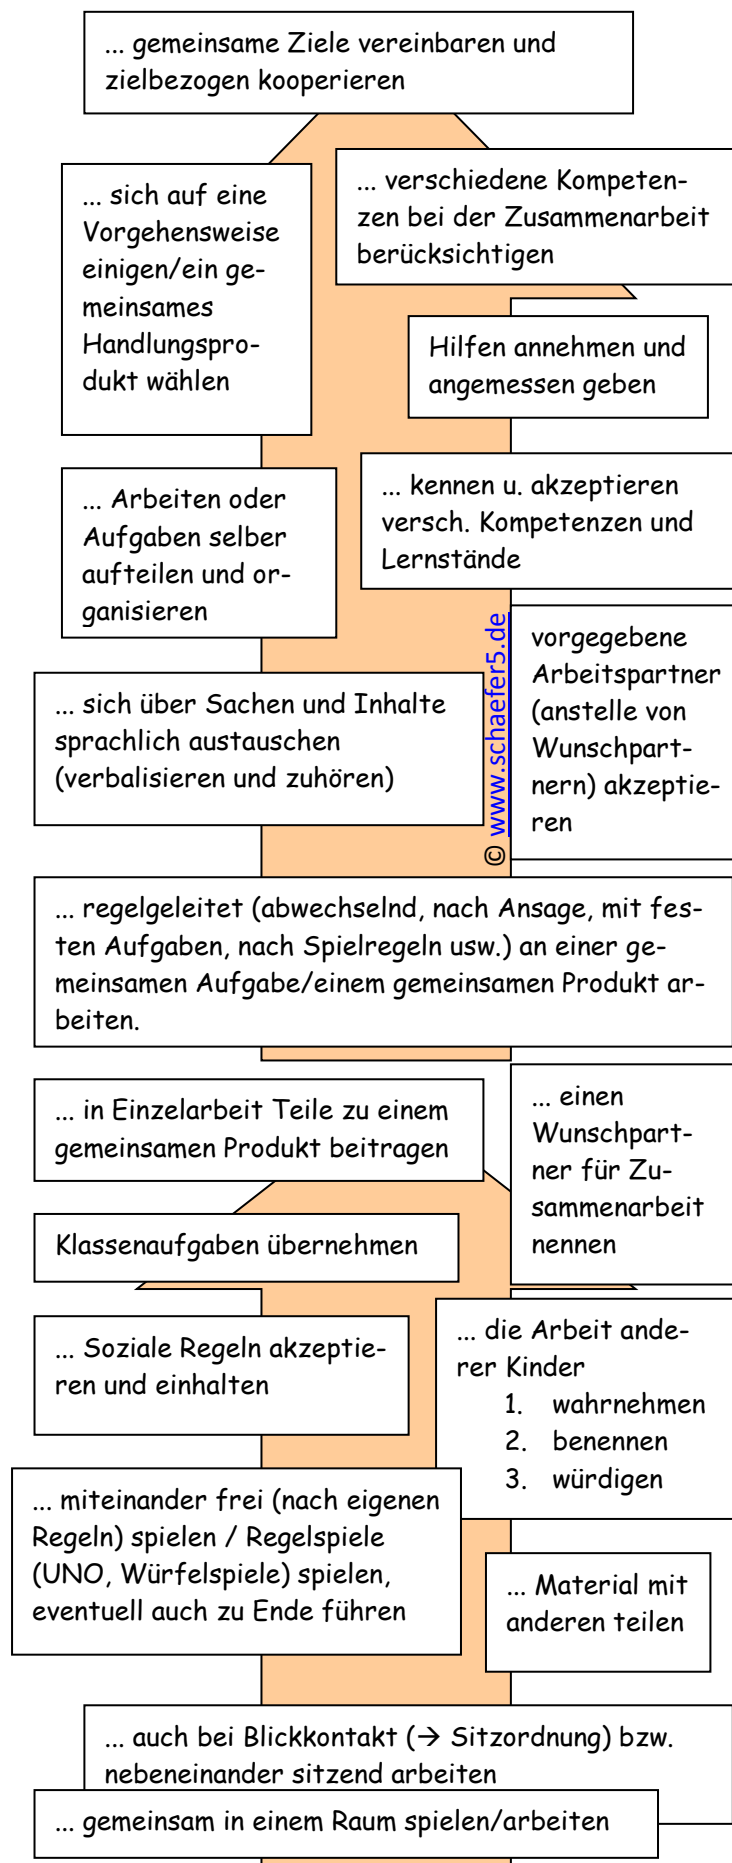 ... gemeinsame Ziele vereinbaren und
zielbezogen kooperieren
... sich auf eine
Vorgehensweise
einigen/ein ge-
meinsames
Handlungspro-
dukt wählen
... verschiedene Kompeten-
zen bei der Zusammenarbeit
berücksichtigen
Hilfen annehmen und
angemessen geben
... Arbeiten oder
Aufgaben selber
aufteilen und or-
ganisieren
... kennen u. akzeptieren
versch. Kompetenzen und
Lernstände
© www.schaefer5.de
vorgegebene
Arbeitspartner
(anstelle von
Wunschpart-
nern) akzeptie-
ren
... sich über Sachen und Inhalte
sprachlich austauschen
(verbalisieren und zuhören)
... regelgeleitet (abwechselnd, nach Ansage, mit fes-
ten Aufgaben, nach Spielregeln usw.) an einer ge-
meinsamen Aufgabe/einem gemeinsamen Produkt ar-
beiten.
... in Einzelarbeit Teile zu einem
gemeinsamen Produkt beitragen
... einen
Wunschpart-
ner für Zu-
sammenarbeit
nennen
Klassenaufgaben übernehmen
... Soziale Regeln akzeptie-
ren und einhalten
... die Arbeit ande-
rer Kinder
1. wahrnehmen
2. benennen
3. würdigen
... miteinander frei (nach eigenen
Regeln) spielen / Regelspiele
(UNO, Würfelspiele) spielen,
eventuell auch zu Ende führen
... Material mit
anderen teilen
... auch bei Blickkontakt (→ Sitzordnung) bzw.
nebeneinander sitzend arbeiten
... gemeinsam in einem Raum spielen/arbeiten